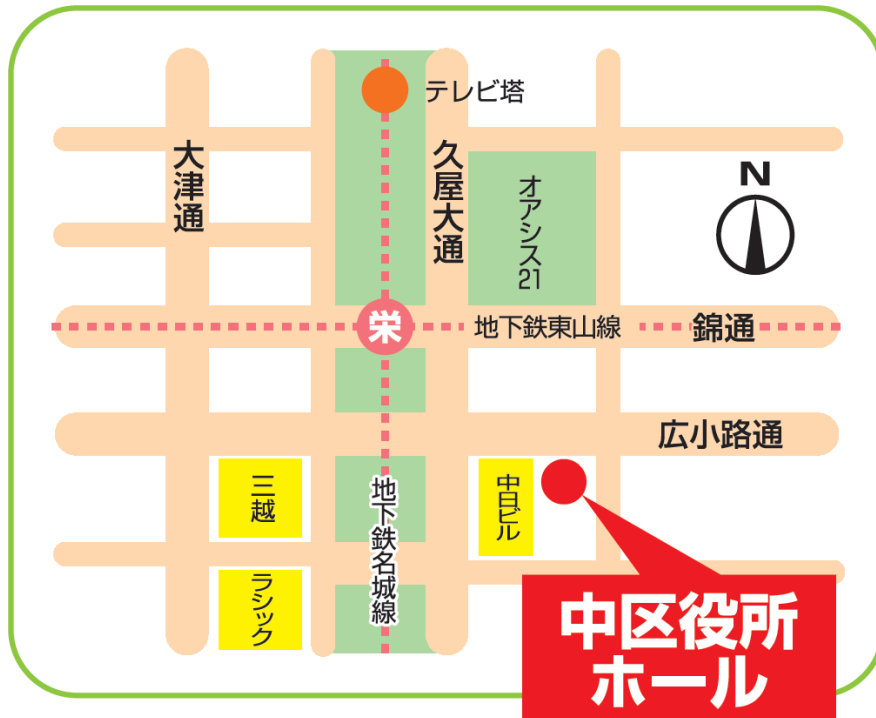 テレビ塔
大津通
久屋大通
オアシス21
N
栄
地下鉄東山線
錦通
広小路通
三越
地下鉄名城線
中日ビル
ラシック
中区役所
ホール